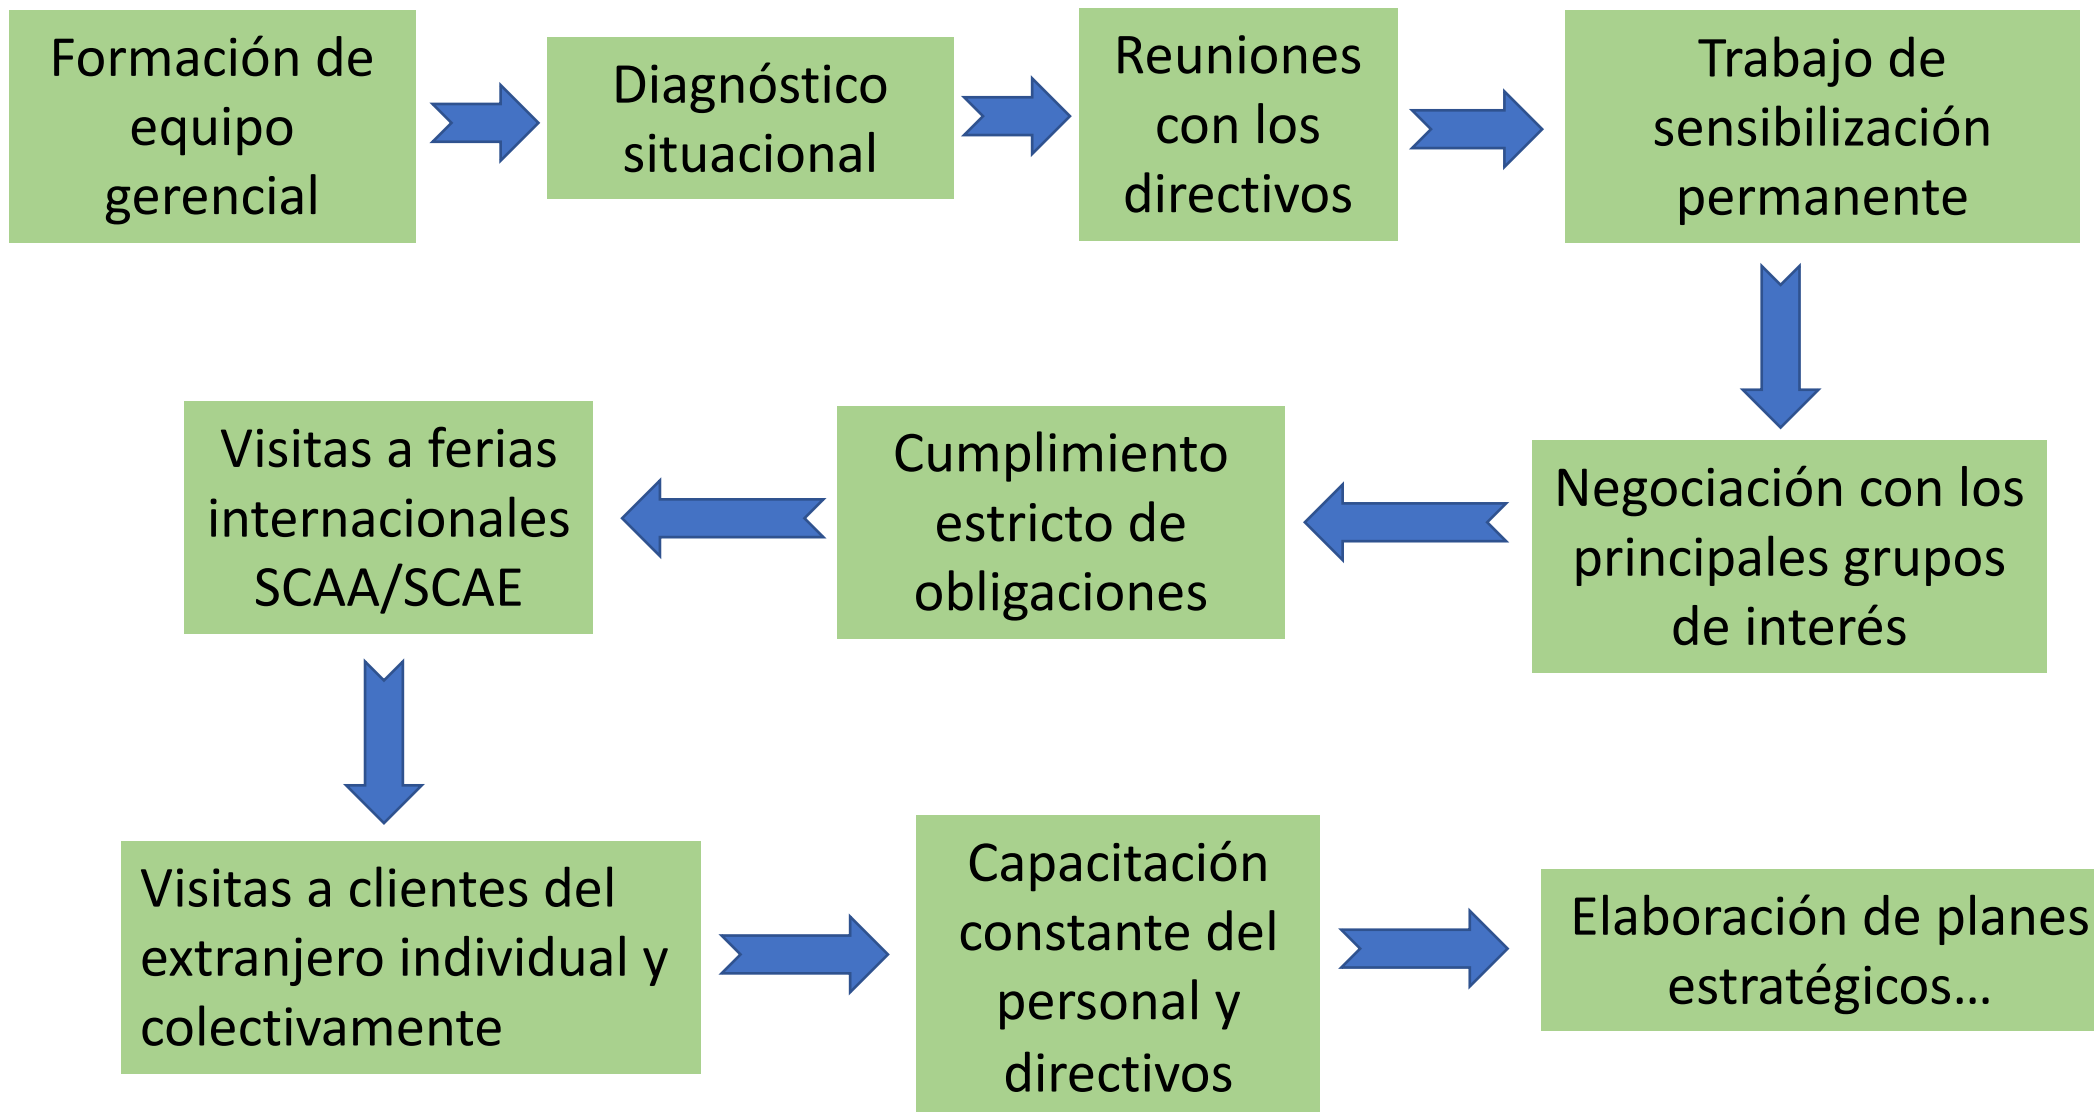 Formación de
equipo
gerencial
Diagnóstico
situacional
Reuniones
con los
directivos
Trabajo de
sensibilización
permanente
Negociación con los
principales grupos
de interés
Cumplimiento
estricto de
obligaciones
Visitas a ferias
internacionales
SCAA/SCAE
Visitas a clientes del
extranjero individual y
colectivamente
Capacitación
constante del
personal y
directivos
Elaboración de planes
estratégicos...